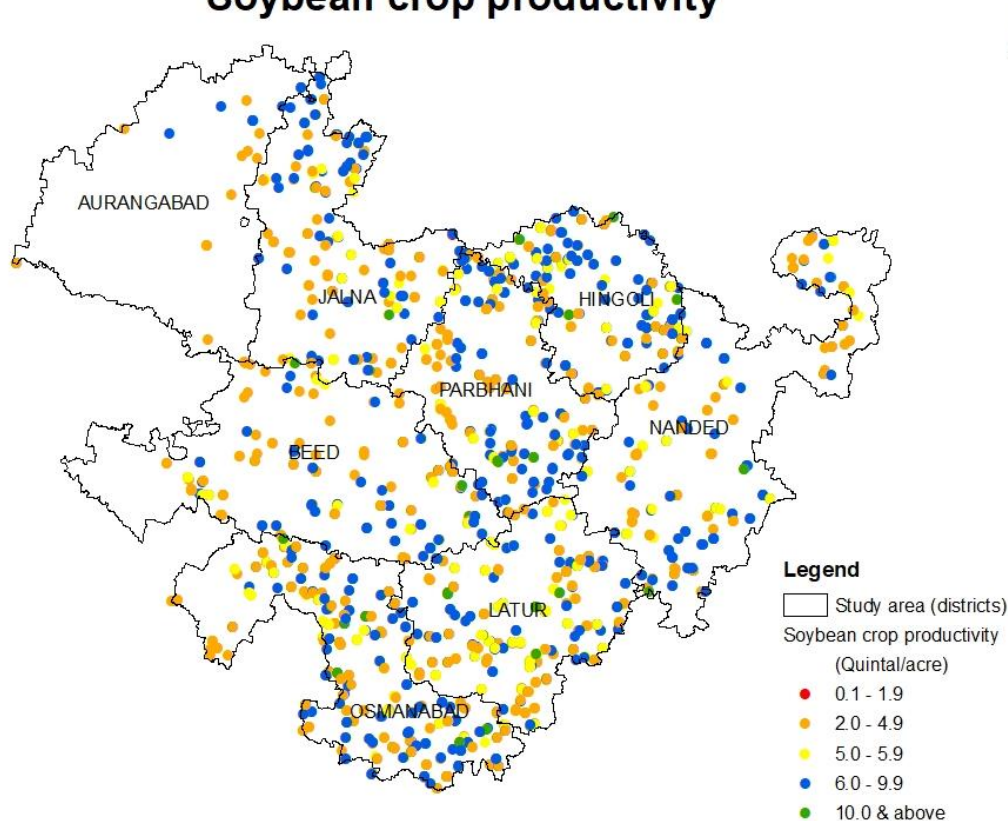 Soybean crop productivity
AURANGABAD
JALNA
HINGOLI
PARBHANI
NANDED
BEED
LATUR
OSMANABAD
Legend
Study area (districts)
Soybean crop productivity
(Quintal/acre)
0.1 - 1.9
2.0 - 4.9
5.0 - 5.9
6.0 - 9.9
10.0 & above